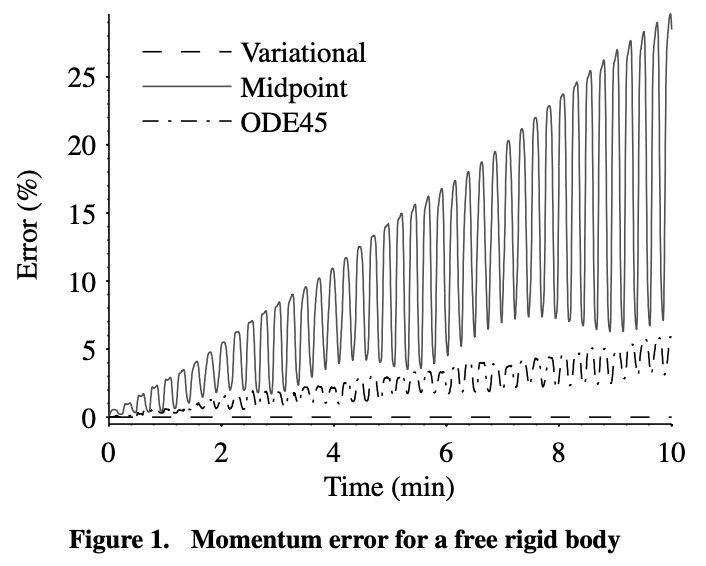 Variational
Midpoint
ODE45
25
20
15
10
5
0
Error (%)
0 2 4 6 8 10
Time (min)
Figure 1. Momentum error for a free rigid body